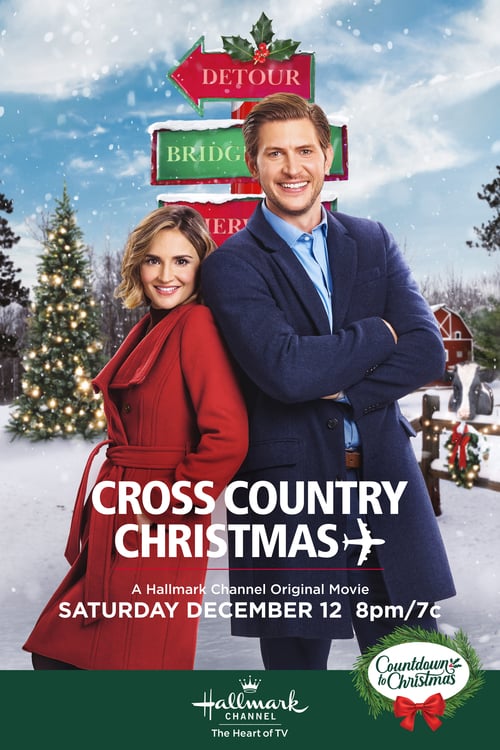 DETOUR
BRIDG
CROSS COUNTRY
CHRISTMAS
A Hallmark Channel Original Movie
SATURDAY DECEMBER 12 8pm/7c
Countdown
to Christmas
Hallmark
CHANNEL
The Heart of TV